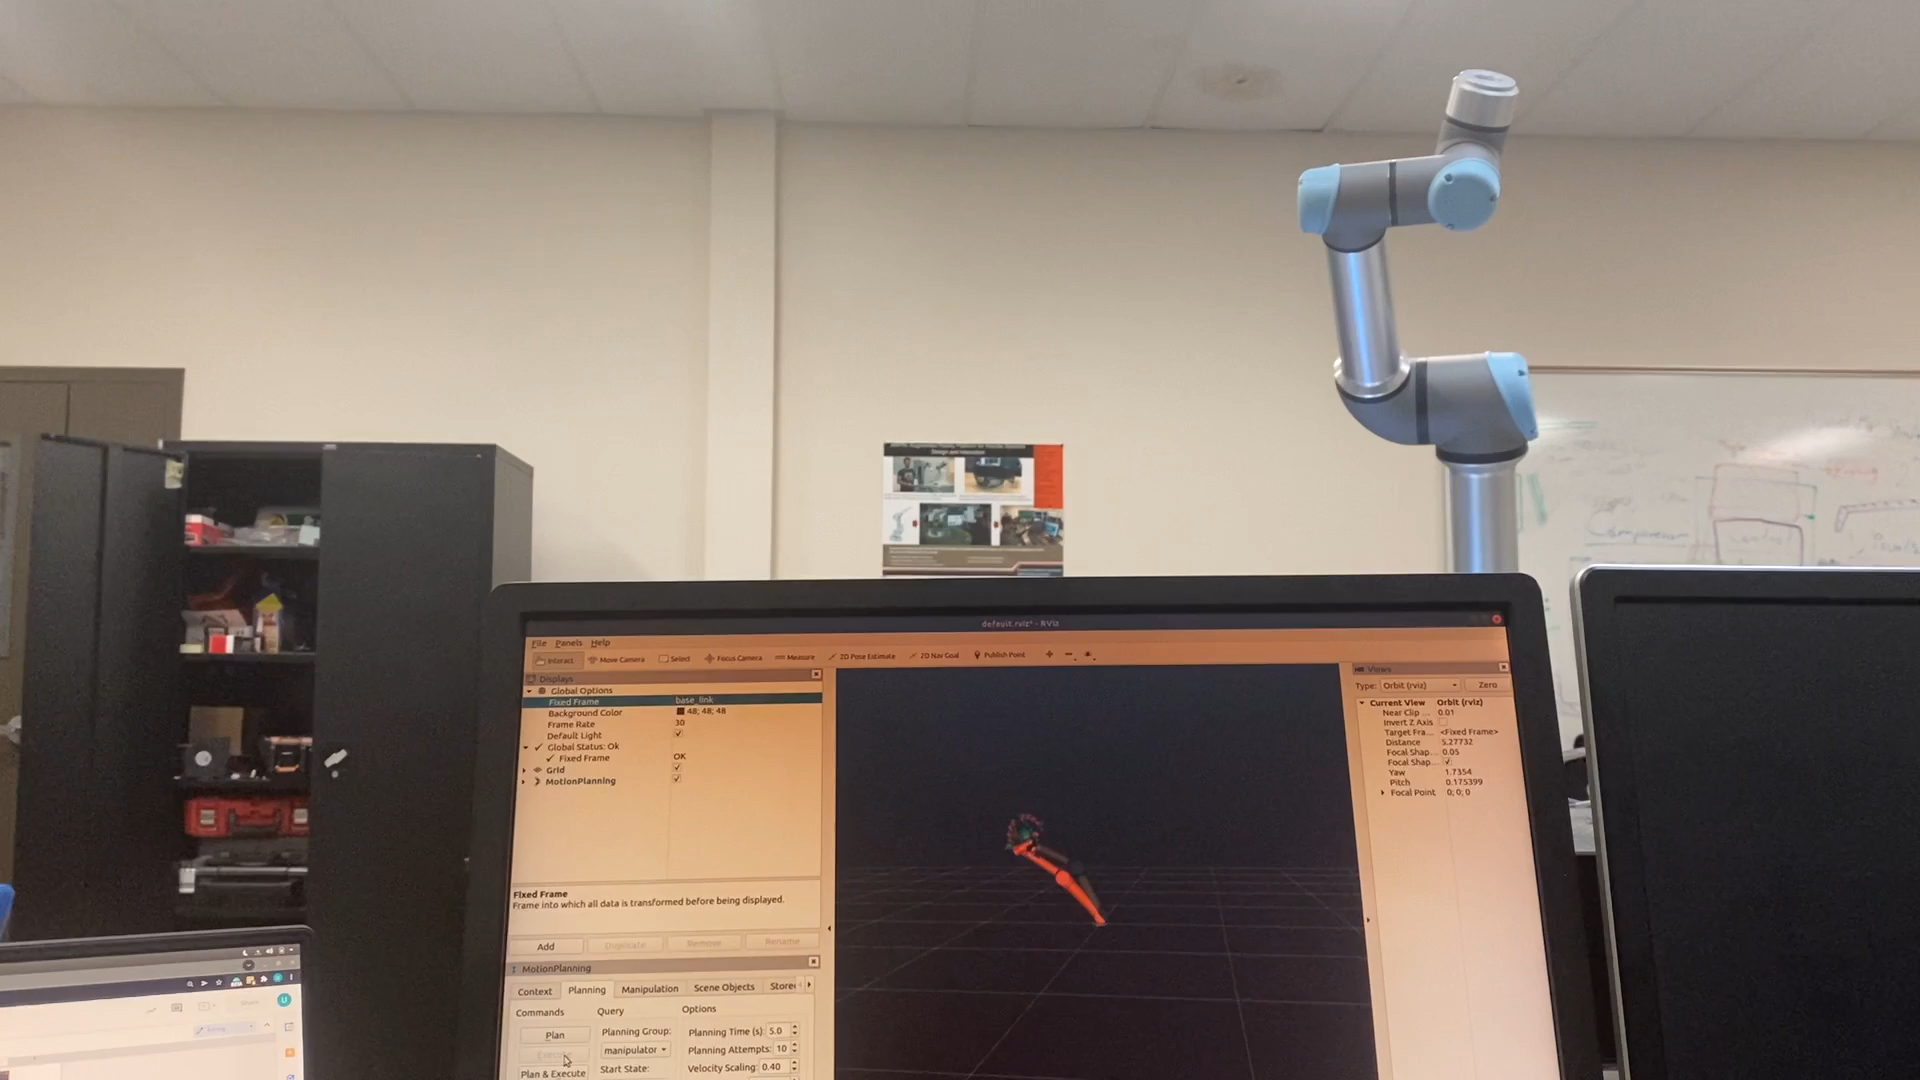 default.rviz* - RViz
File Panels Help
Interact Move Camera Select Focus Camera Measure 2D Pose Estimate 2D Nav Goal Publish Point
Displays
Global Options
Fixed Frame base_link
Background Color 48; 48; 48
Frame Rate 30
Default Light
Global Status: Ok
Fixed Frame OK
Grid
MotionPlanning
Fixed Frame
Frame into which all data is transformed before being displayed.
Add Duplicate Remove Rename
MotionPlanning
Context Planning Manipulation Scene Objects Store
Commands Query Options
Plan
Execute
Plan & Execute
Planning Group:
manipulator
Start State:
Planning Time (s): 5.0
Planning Attempts: 10
Velocity Scaling: 0.40
Views
Type: Orbit (rviz) Zero
Current View Orbit (rviz)
Near Clip ... 0.01
Invert Z Axis
Target Fra... <Fixed Frame>
Distance 5.27732
Focal Shap... 0.05
Focal Shap...
Yaw 1.7354
Pitch 0.175399
Focal Point 0; 0; 0